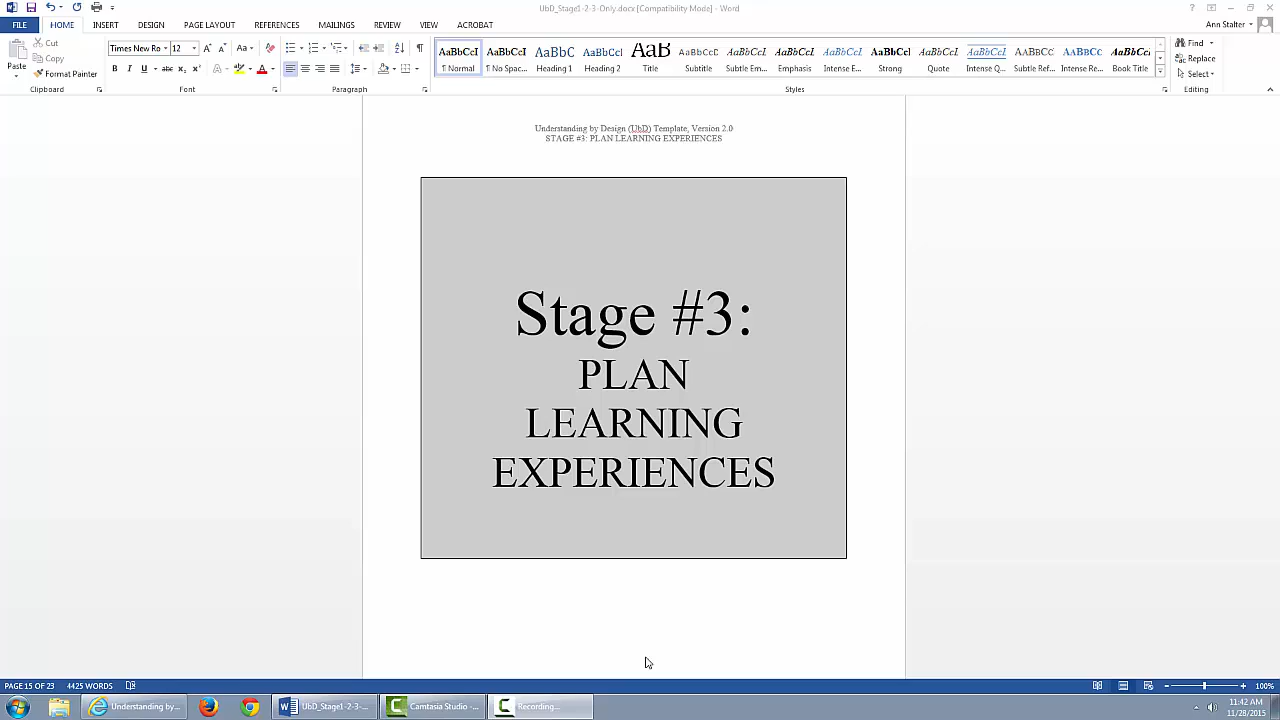 UbD_Stage1-2-3-Only.docx [Compatibility Mode] - Word
FILE HOME INSERT DESIGN PAGE LAYOUT REFERENCES MAILINGS REVIEW VIEW ACROBAT Ann Stalter
Paste
Cut
Copy
Format Painter
Clipboard
Times New Ro 12
Font
Paragraph
AaBbCcI AaBbCcI AaBbC AaBbCcI AaB AaBbCcI AaBbCcI AaBbCcI AaBbCcI AaBbCcI AaBbCcI AaBbCcI AABBCC AABBCC AaBbCcI
¶ Normal ¶ No Spac... Heading 1 Heading 2 Title Subtitle Subtle Em... Emphasis Intense E... Strong Quote Intense Q... Subtle Ref... Intense Re... Book Title
Styles
Find
Replace
Select
Editing
Understanding by Design (UbD) Template, Version 2.0
STAGE #3: PLAN LEARNING EXPERIENCES
Stage #3:
PLAN
LEARNING
EXPERIENCES
PAGE 15 OF 23 4425 WORDS 100%
Understanding by... UbD_Stage1-2-3-... Camtasia Studio -... Recording...
11:42 AM
11/28/2015